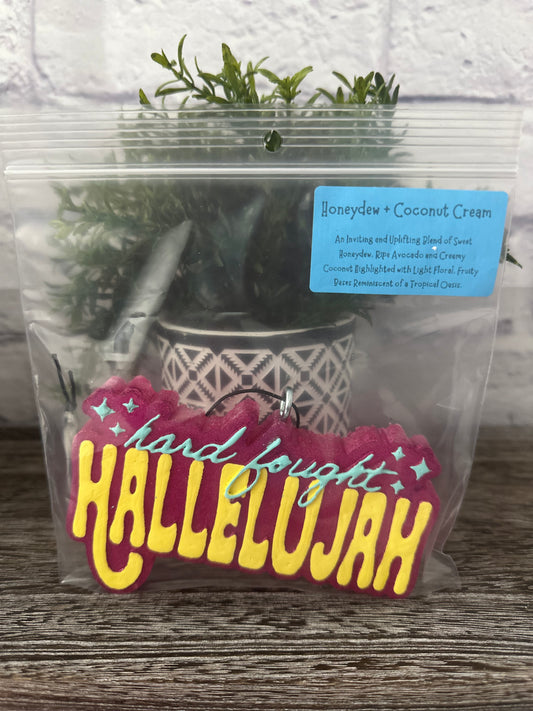 Honeydew + Coconut Cream
An Inviting and Uplifting Blend of Sweet
Honeydew, Ripe Avocado and Creamy
Coconut Highlighted with Light Floral, Fruity
Bases Reminiscent of a Tropical Oasis.
hard fought
HALLELUJAH